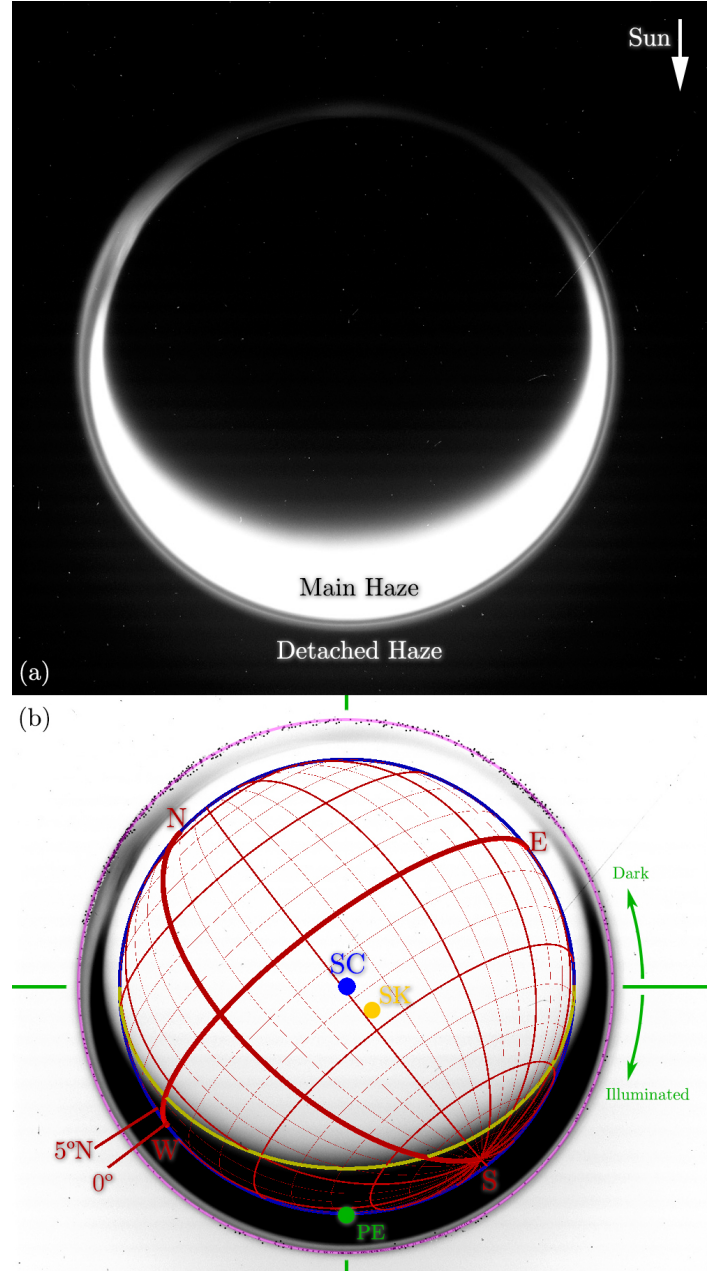 Sun
Main Haze
Detached Haze
(a)
(b)
N
E
Dark
SC
SK
Illuminated
5ºN
W
0º
S
PE